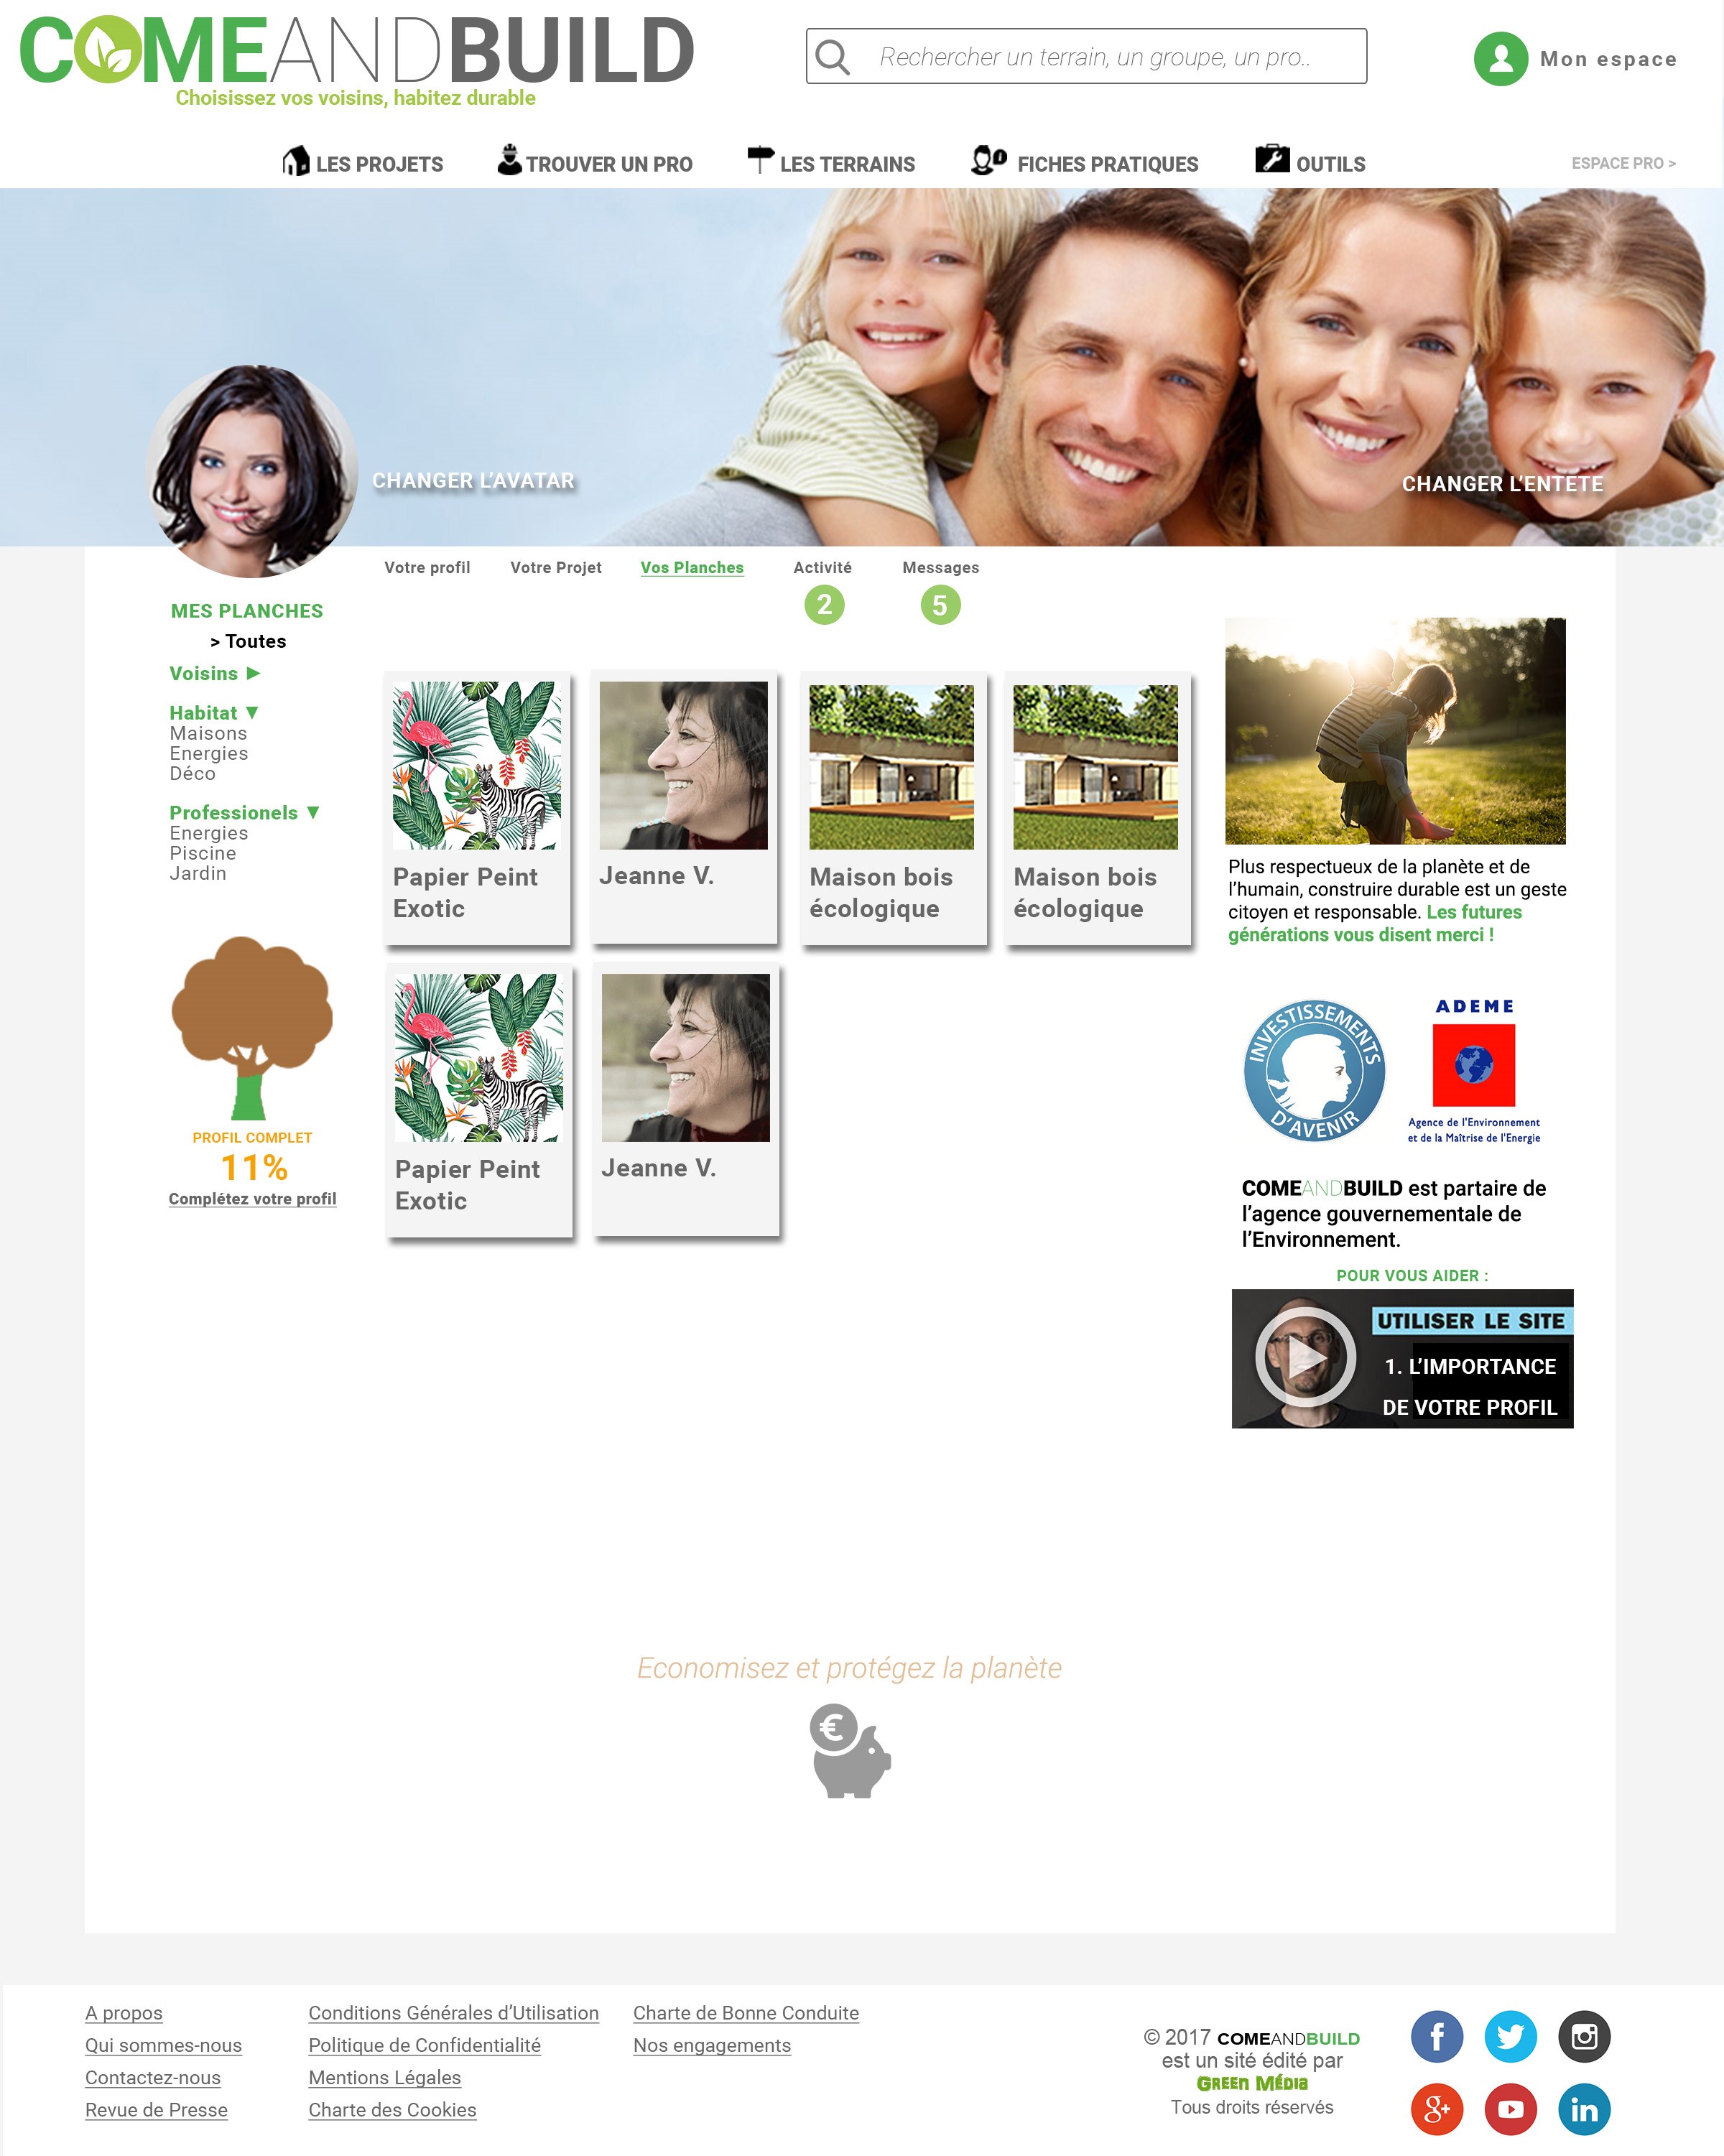 COMEANDBUILD
Choisissez vos voisins, habitez durable
Rechercher un terrain, un groupe, un pro..
Mon espace
LES PROJETS
TROUVER UN PRO
LES TERRAINS
FICHES PRATIQUES
OUTILS
ESPACE PRO >
CHANGER L'AVATAR
CHANGER L'ENTETE
Votre profil
Votre Projet
Vos Planches
Activité
Messages
2
5
MES PLANCHES
> Toutes
Voisins ►
Habitat ▼
Maisons
Energies
Déco
Professionels ▼
Energies
Piscine
Jardin
PROFIL COMPLET
11%
Complétez votre profil
Papier Peint
Exotic
Jeanne V.
Maison bois
écologique
Maison bois
écologique
Papier Peint
Exotic
Jeanne V.
Plus respectueux de la planète et de
l'humain, construire durable est un geste
citoyen et responsable. Les futures
générations vous disent merci !
INVESTISSEMENTS
D'AVENIR
ADEME
Agence de l'Environnement
et de la Maîtrise de l'Energie
COMEANDBUILD est partaire de
l'agence gouvernementale de
l'Environnement.
POUR VOUS AIDER :
UTILISER LE SITE
1. L'IMPORTANCE
DE VOTRE PROFIL
Economisez et protégez la planète
€
A propos
Qui sommes-nous
Contactez-nous
Revue de Presse
Conditions Générales d'Utilisation
Politique de Confidentialité
Mentions Légales
Charte des Cookies
Charte de Bonne Conduite
Nos engagements
© 2017 COMEANDBUILD
est un sité édité par
GREEN MÉDIA
Tous droits réservés
f
g+
in